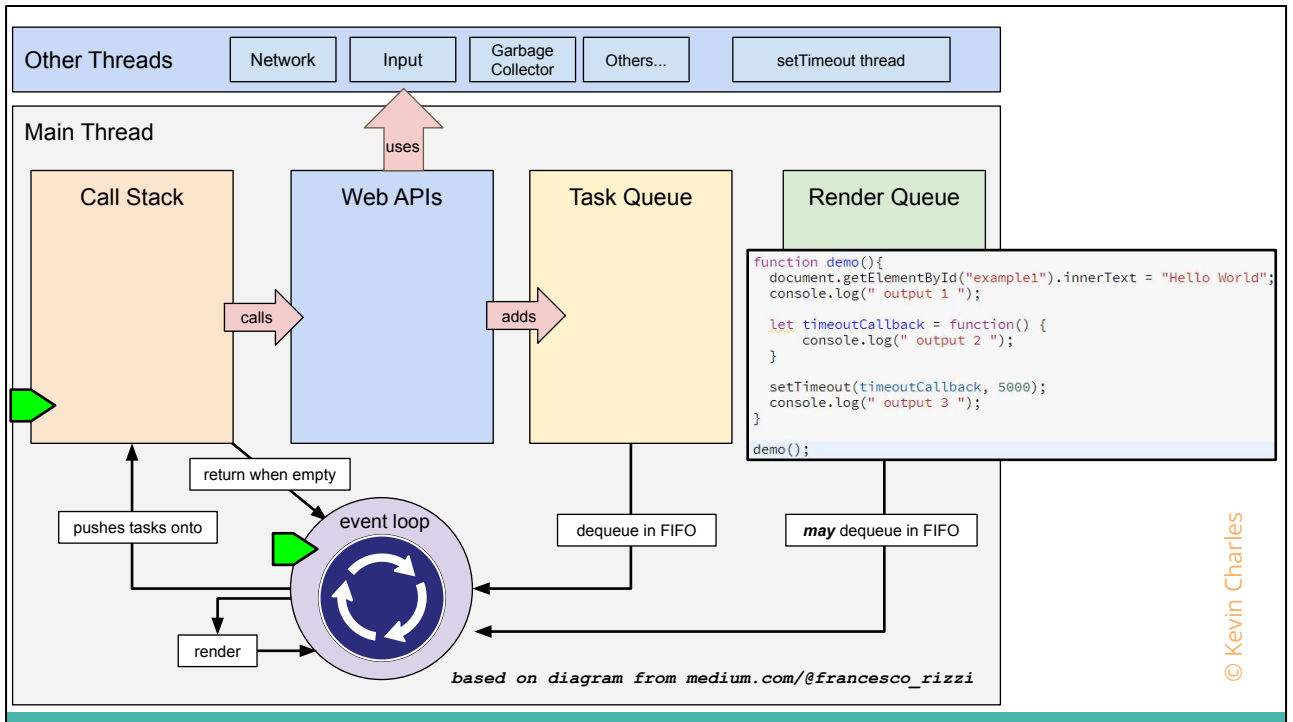 Other Threads
Network
Input
Garbage
Collector
Others...
setTimeout thread
Main Thread
uses
Call Stack
Web APIs
Task Queue
Render Queue
function demo(){
  document.getElementById("example1").innerText = "Hello World";
  console.log(" output 1 ");
  let timeoutCallback = function() {
      console.log(" output 2 ");
  }
  setTimeout(timeoutCallback, 5000);
  console.log(" output 3 ");
}
demo();
calls
adds
return when empty
pushes tasks onto
event loop
dequeue in FIFO
may dequeue in FIFO
render
based on diagram from medium.com/@francesco_rizzi
© Kevin Charles